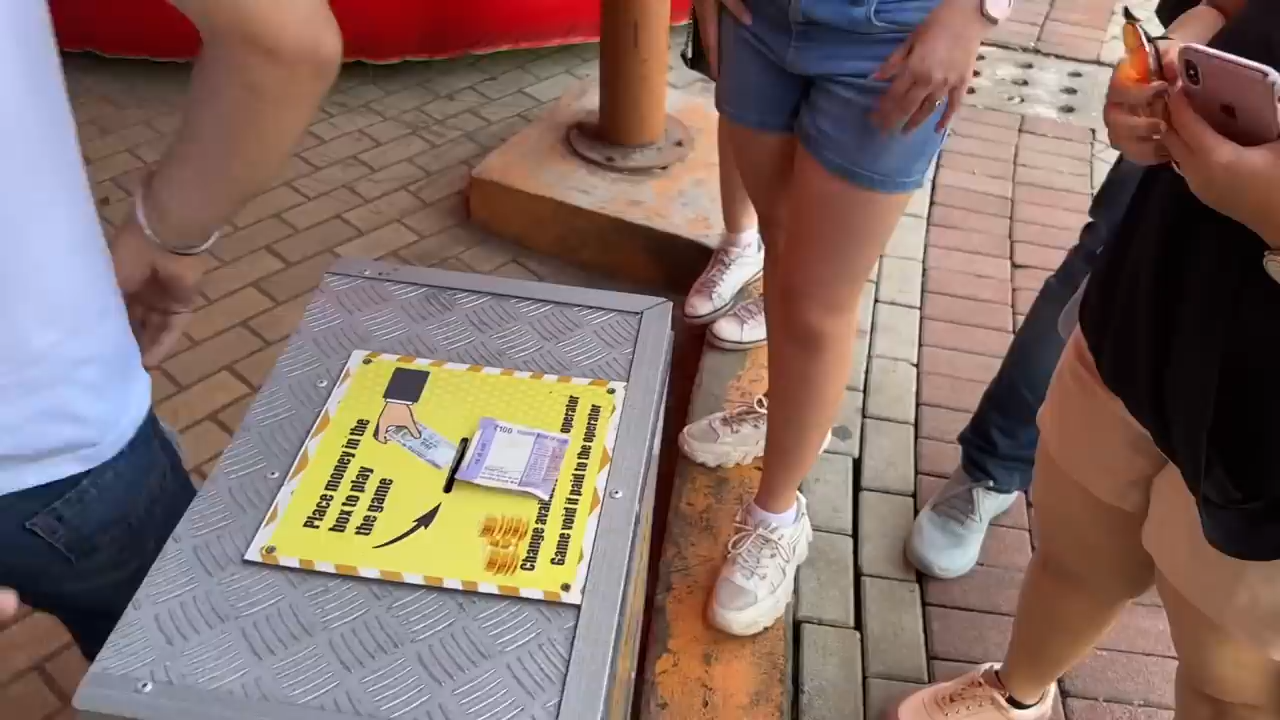 Place money in the
box to play
the game
₹100
Change
operator
Game void if paid to the operator